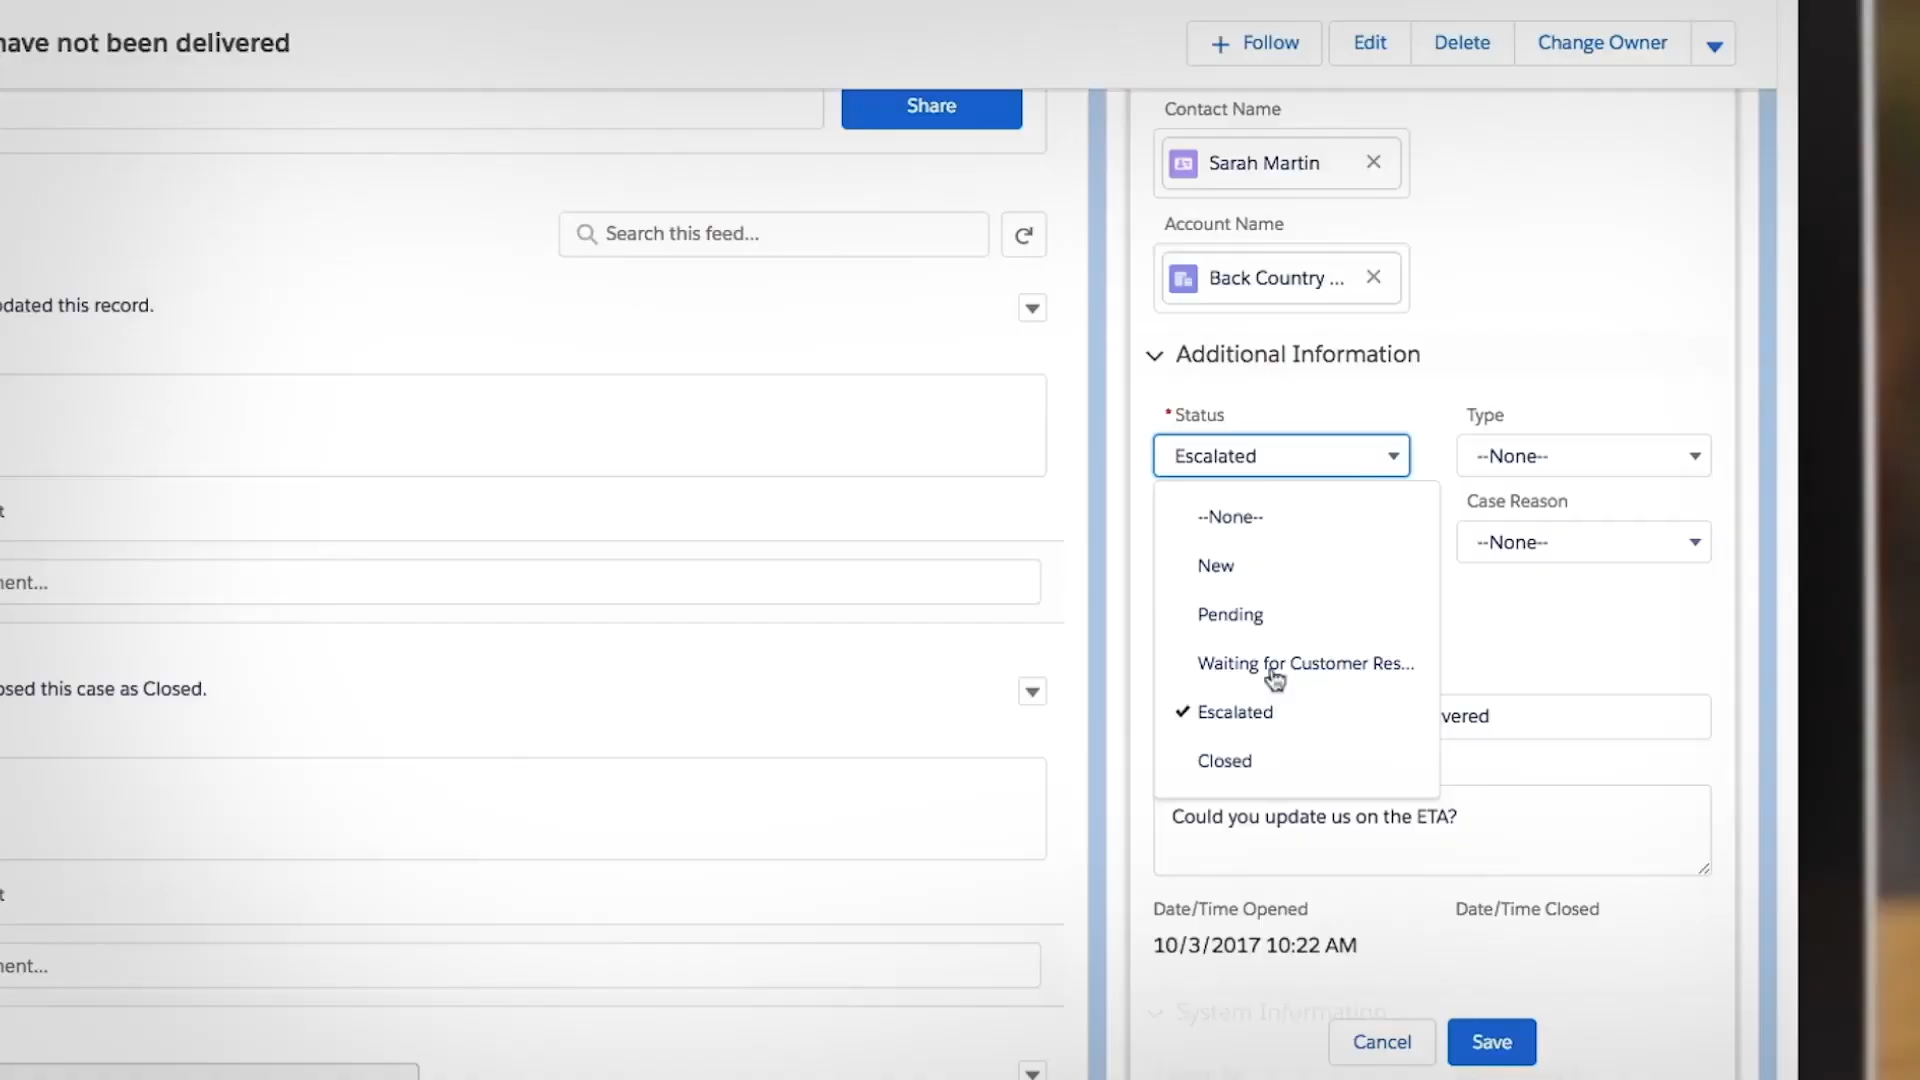 have not been delivered
Follow
Edit
Delete
Change Owner
Share
Contact Name
Sarah Martin
Account Name
Back Country ...
Search this feed...
dated this record.
Additional Information
* Status
Type
Escalated
--None--
--None--
Case Reason
--None--
New
Pending
Waiting for Customer Res...
Escalated
Closed
vered
t
ent...
osed this case as Closed.
Could you update us on the ETA?
t
Date/Time Opened
Date/Time Closed
10/3/2017 10:22 AM
ent...
System Information
Cancel
Save